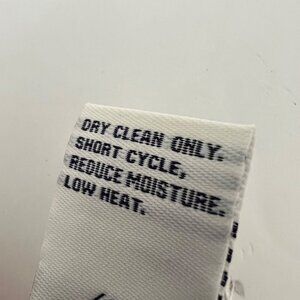 DRY CLEAN ONLY.
SHORT CYCLE,
REDUCE MOISTURE.
LOW HEAT.